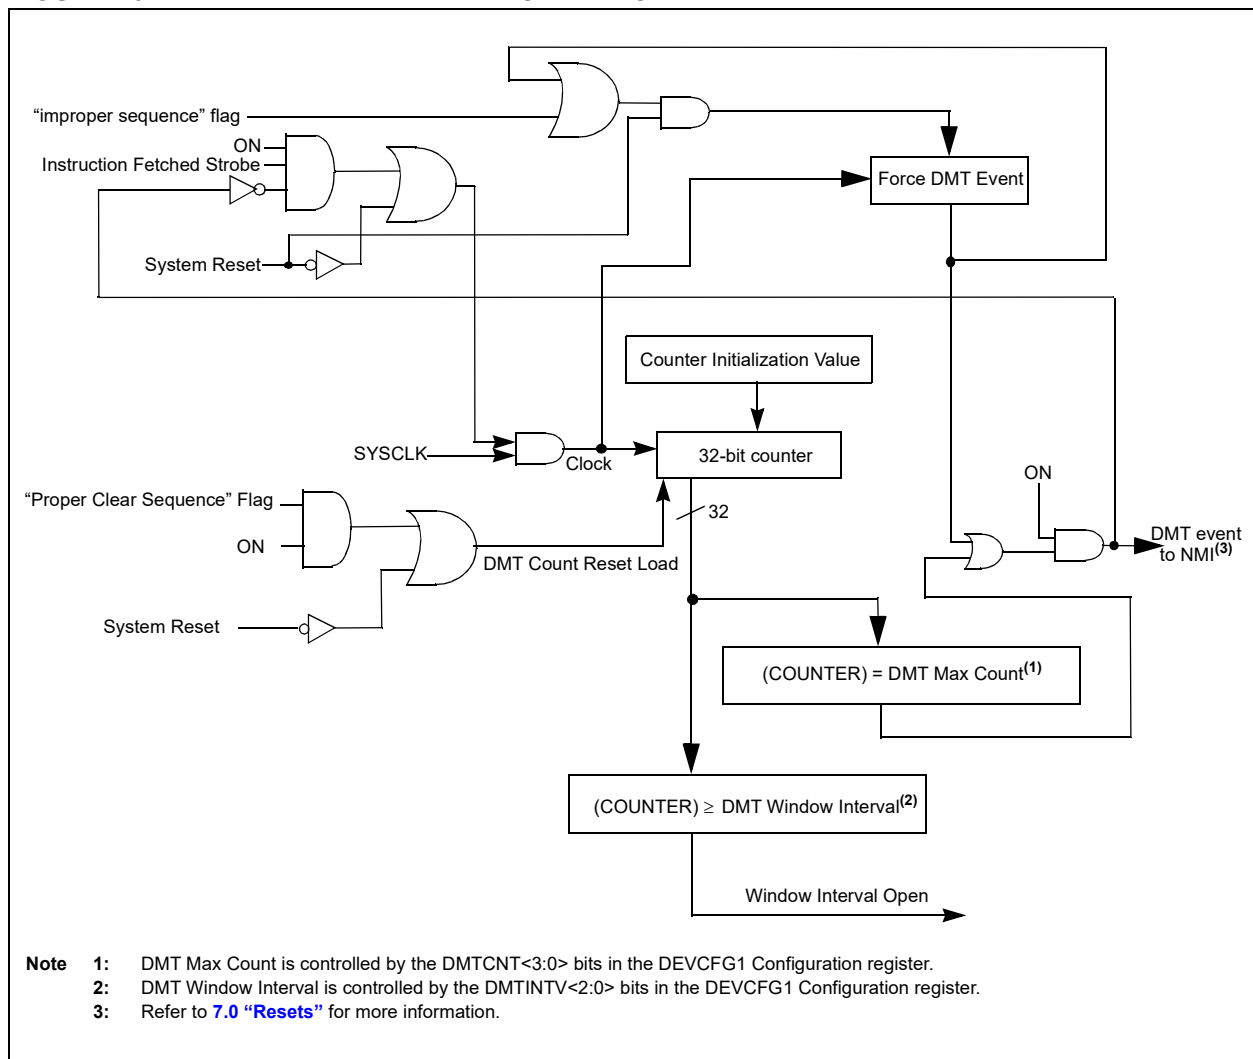 “improper sequence” flag
ON
Instruction Fetched Strobe
Force DMT Event
System Reset
Counter Initialization Value
SYSCLK
Clock
32-bit counter
“Proper Clear Sequence” Flag
ON
32
ON
DMT event
to NMI(3)
DMT Count Reset Load
System Reset
(COUNTER) = DMT Max Count(1)
(COUNTER) ≥ DMT Window Interval(2)
Window Interval Open
Note 1: DMT Max Count is controlled by the DMTCNT<3:0> bits in the DEVCFG1 Configuration register.
2: DMT Window Interval is controlled by the DMTINTV<2:0> bits in the DEVCFG1 Configuration register.
3: Refer to 7.0 “Resets” for more information.